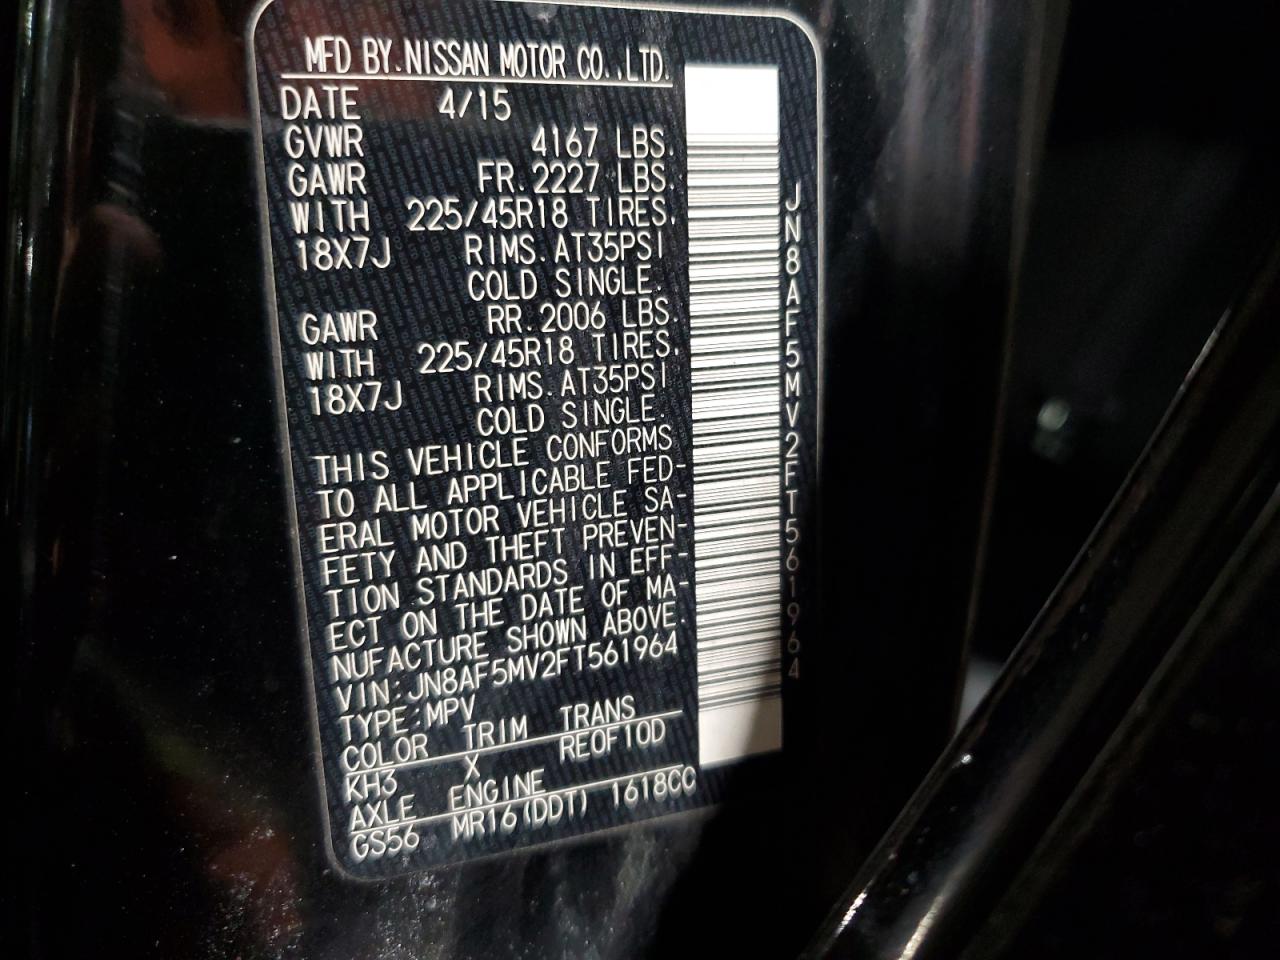 MFD BY.NISSAN MOTOR CO.,LTD.
DATE 4/15
GVWR 4167 LBS.
GAWR FR. 2227 LBS.
WITH 225/45R18 TIRES.
18X7J RIMS. AT35PSI
COLD SINGLE.
GAWR RR. 2006 LBS.
WITH 225/45R18 TIRES.
18X7J RIMS. AT35PSI
COLD SINGLE.
THIS VEHICLE CONFORMS
TO ALL APPLICABLE FED-
ERAL MOTOR VEHICLE SA-
FETY AND THEFT PREVEN-
TION STANDARDS IN EFF-
ECT ON THE DATE OF MA-
NUFACTURE SHOWN ABOVE.
VIN:JN8AF5MV2FT561964
TYPE:MPV
COLOR TRIM TRANS
KH3 X REOF10D
AXLE ENGINE
GS56 MR16(DDT) 1618CC
JN8AF5MV2FT561964